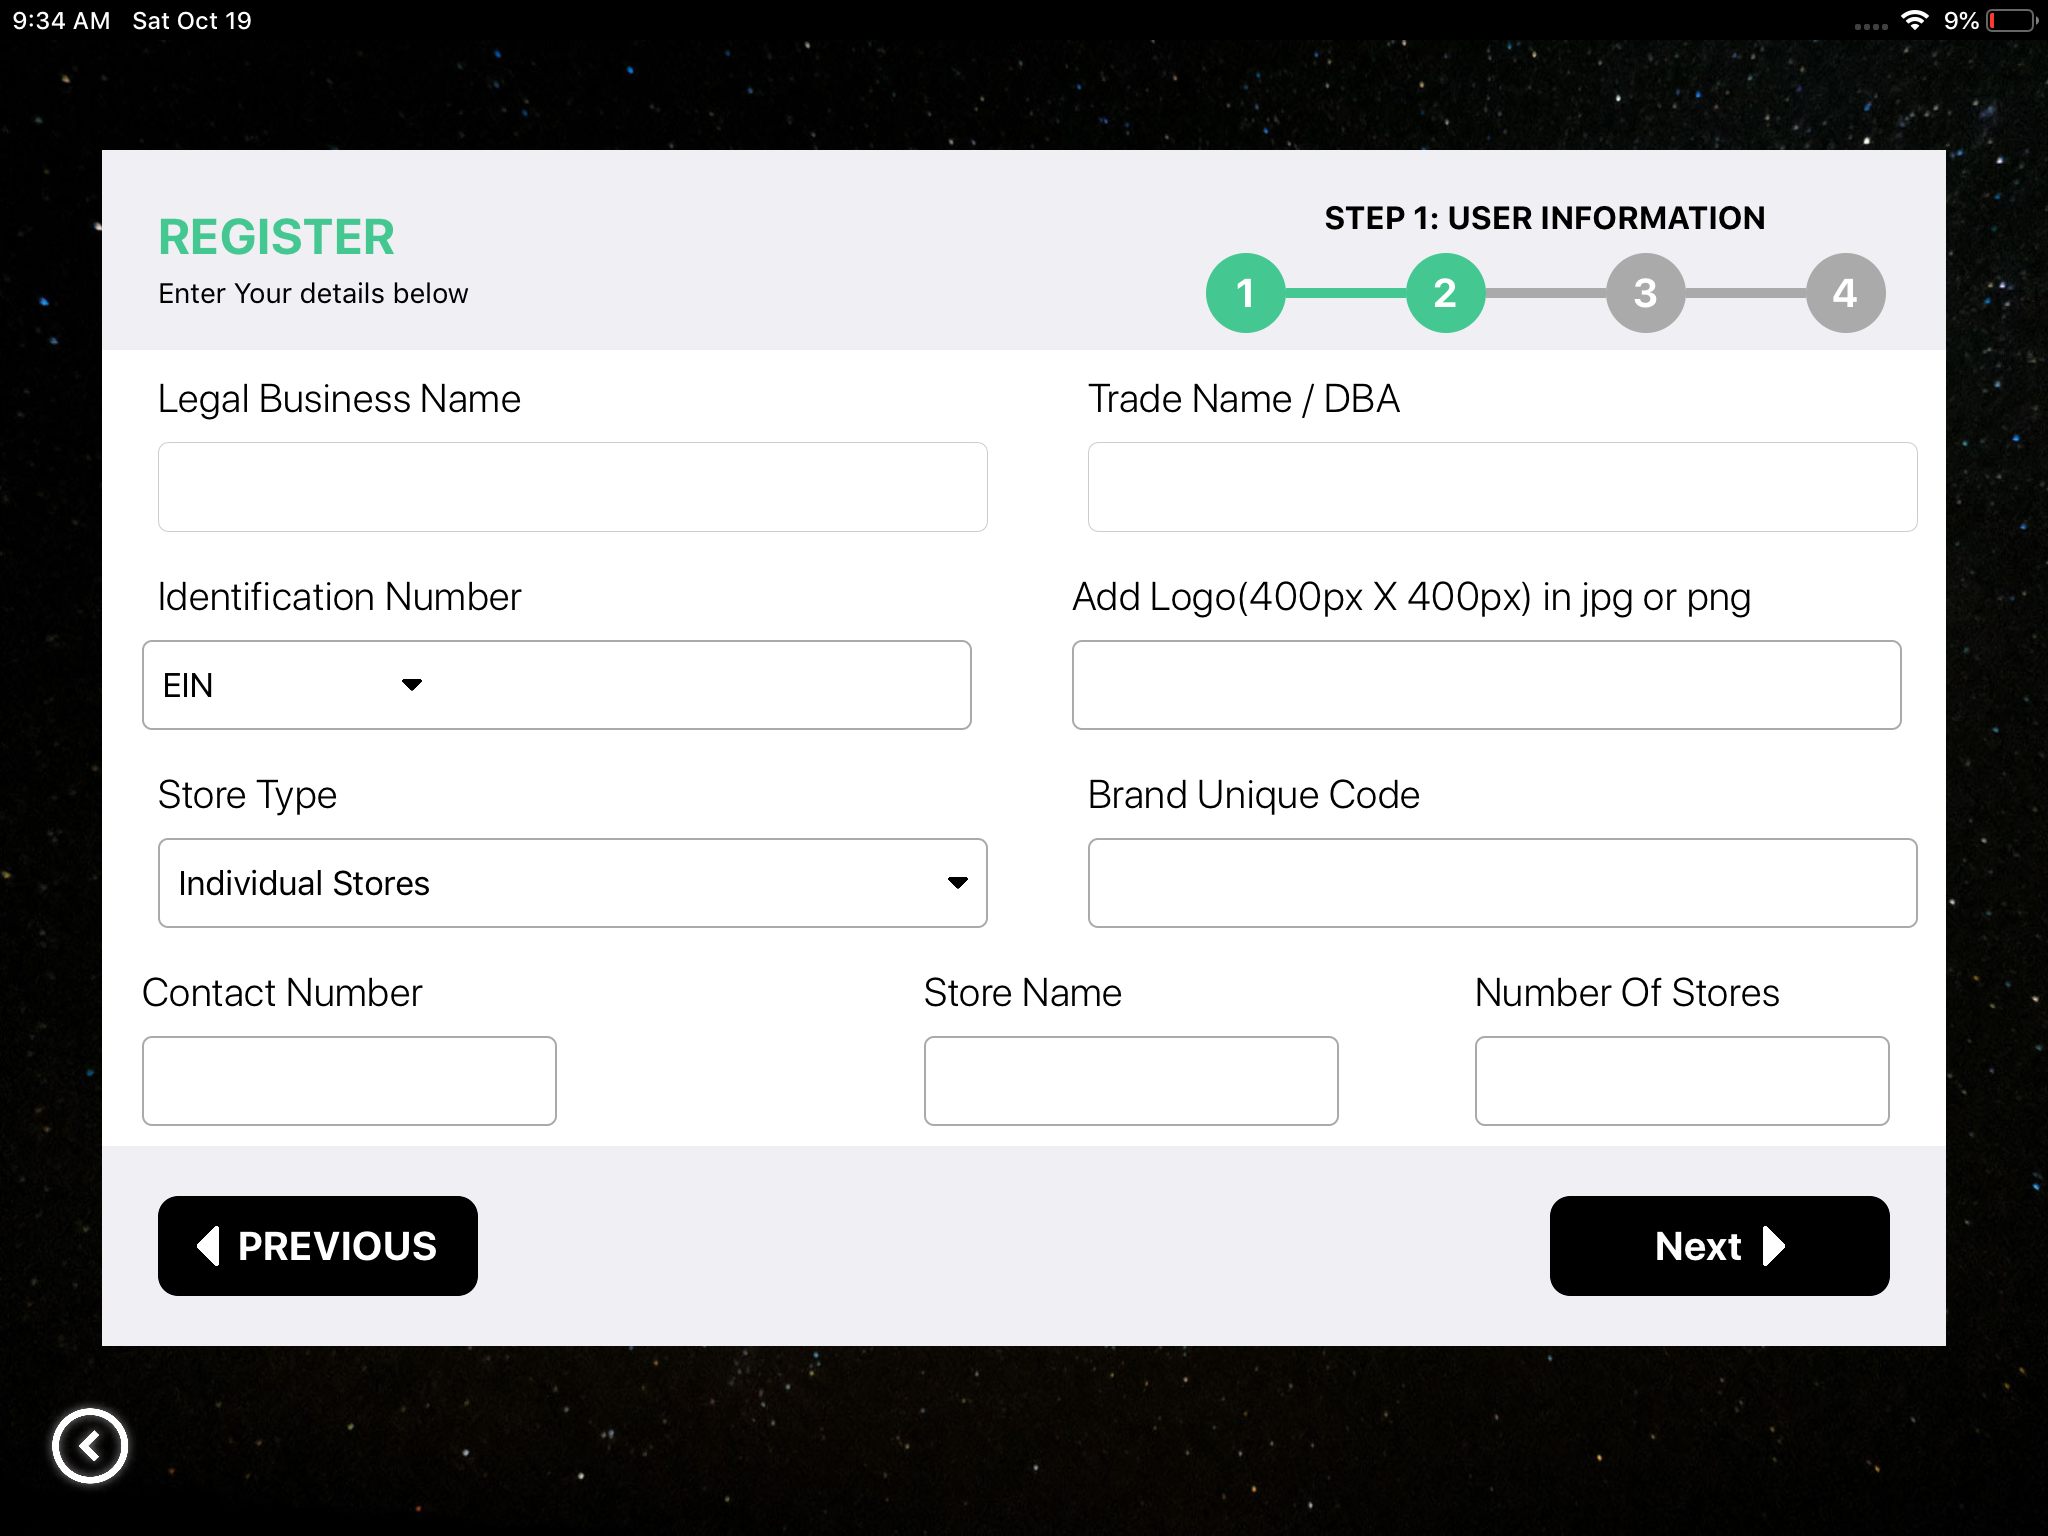 9:34 AM Sat Oct 19 9%
REGISTER
Enter Your details below
STEP 1: USER INFORMATION
1 2 3 4
Legal Business Name Trade Name / DBA
Identification Number Add Logo(400px X 400px) in jpg or png
EIN
Store Type Brand Unique Code
Individual Stores
Contact Number Store Name Number Of Stores
PREVIOUS Next